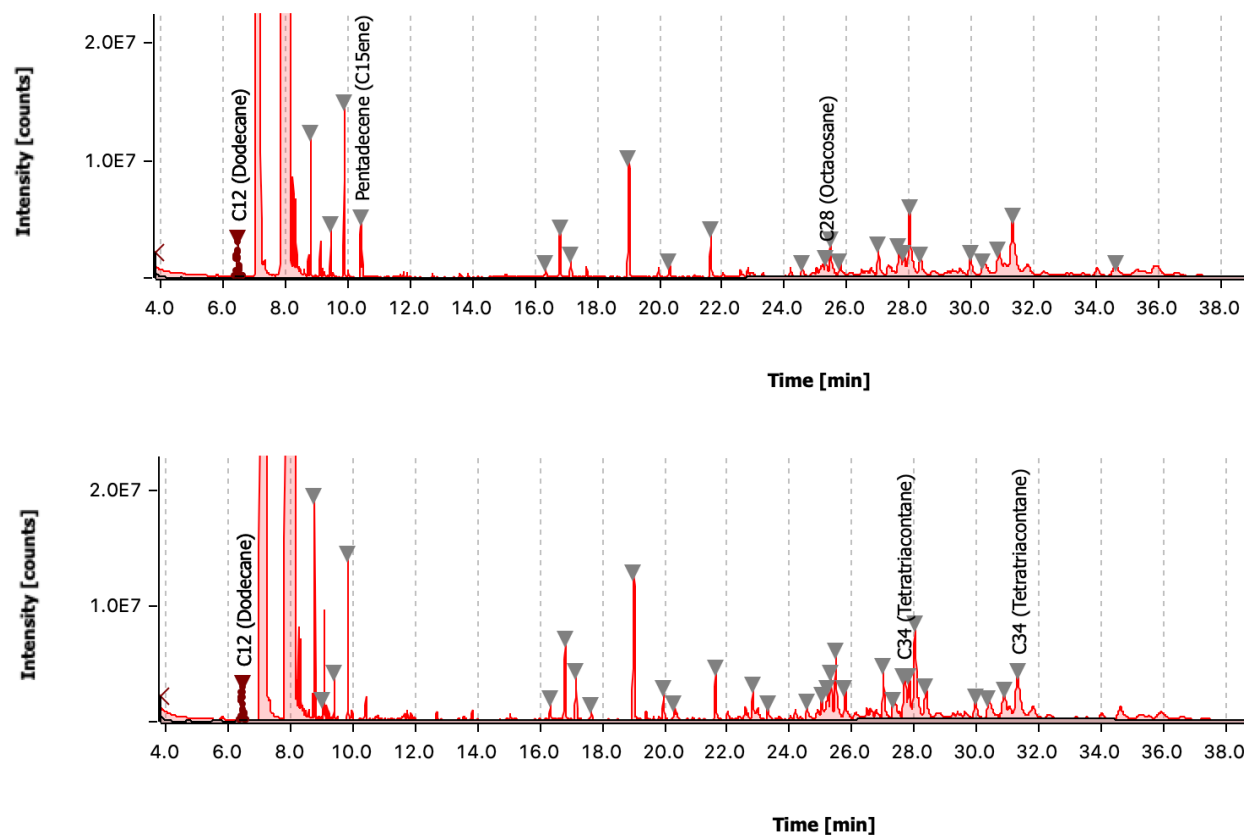 Intensity [counts]
2.0E7
1.0E7
C12 (Dodecane)
Pentadecene (C15ene)
C28 (Octacosane)
4.0 6.0 8.0 10.0 12.0 14.0 16.0 18.0 20.0 22.0 24.0 26.0 28.0 30.0 32.0 34.0 36.0 38.0
Time [min]
Intensity [counts]
2.0E7
1.0E7
C12 (Dodecane)
C34 (Tetratriacontane)
C34 (Tetratriacontane)
4.0 6.0 8.0 10.0 12.0 14.0 16.0 18.0 20.0 22.0 24.0 26.0 28.0 30.0 32.0 34.0 36.0 38.0
Time [min]